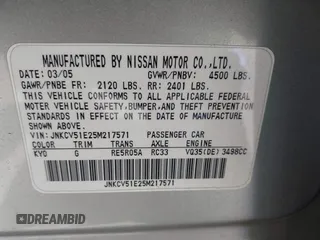 MANUFACTURED BY NISSAN MOTOR CO.,LTD.
DATE: 03/05 GVWR/PNBV: 4500 LBS.
GAWR/PNBE FR: 2120 LBS. RR: 2401 LBS.
THIS VEHICLE CONFORMS TO ALL APPLICABLE
FEDERAL MOTOR VEHICLE
SAFETY,BUMPER,AND THEFT PREVENTION
STANDARDS IN EFFECT ON THE DATE OF
MANUFACTURE SHOWN ABOVE.
VIN: JNKCV51E25M217571 PASSENGER CAR
COLOR TRIM TRANS AXLE ENGINE
KYO G RE5R05A RC33 VQ35(DE) 3498CC
JNKCV51E25M217571
DREAMBID